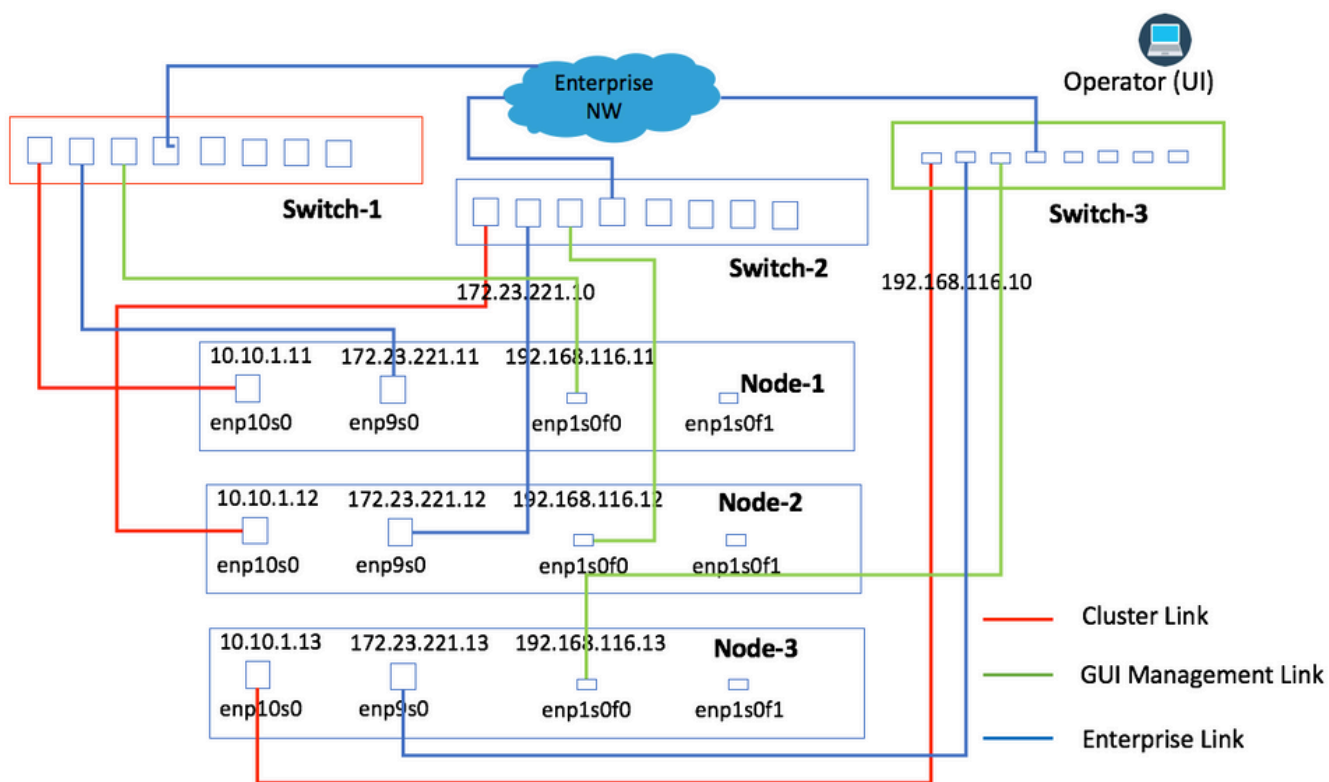 Enterprise
NW
Operator (UI)
Switch-1
Switch-2
Switch-3
172.23.221.10
192.168.116.10
10.10.1.11
172.23.221.11
192.168.116.11
Node-1
enp10s0
enp9s0
enp1s0f0
enp1s0f1
10.10.1.12
172.23.221.12
192.168.116.12
Node-2
enp10s0
enp9s0
enp1s0f0
enp1s0f1
10.10.1.13
172.23.221.13
192.168.116.13
Node-3
enp10s0
enp9s0
enp1s0f0
enp1s0f1
Cluster Link
GUI Management Link
Enterprise Link